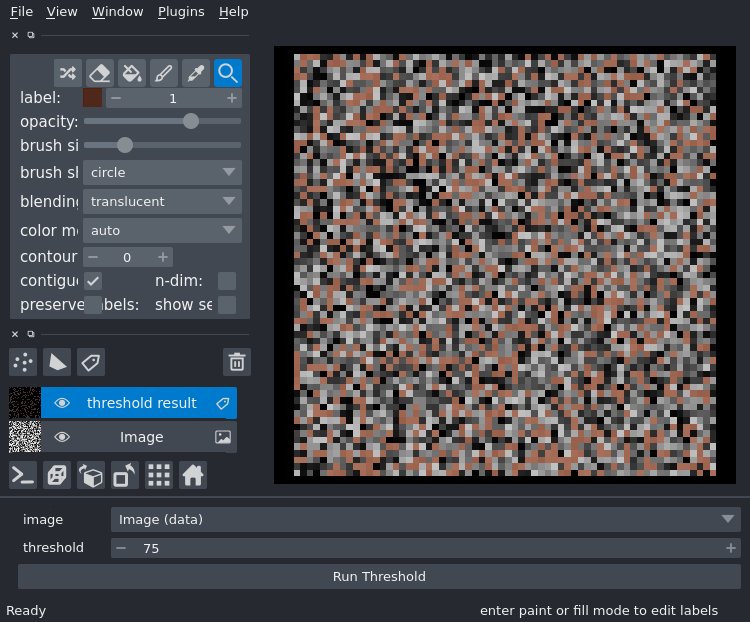 File View Window Plugins Help
label: 1
opacity:
brush si
brush sl
circle
blending
translucent
color m
auto
contour
0
contigu
n-dim:
preserve
abels:
show se
threshold result
Image
image
Image (data)
threshold
75
Run Threshold
Ready
enter paint or fill mode to edit labels